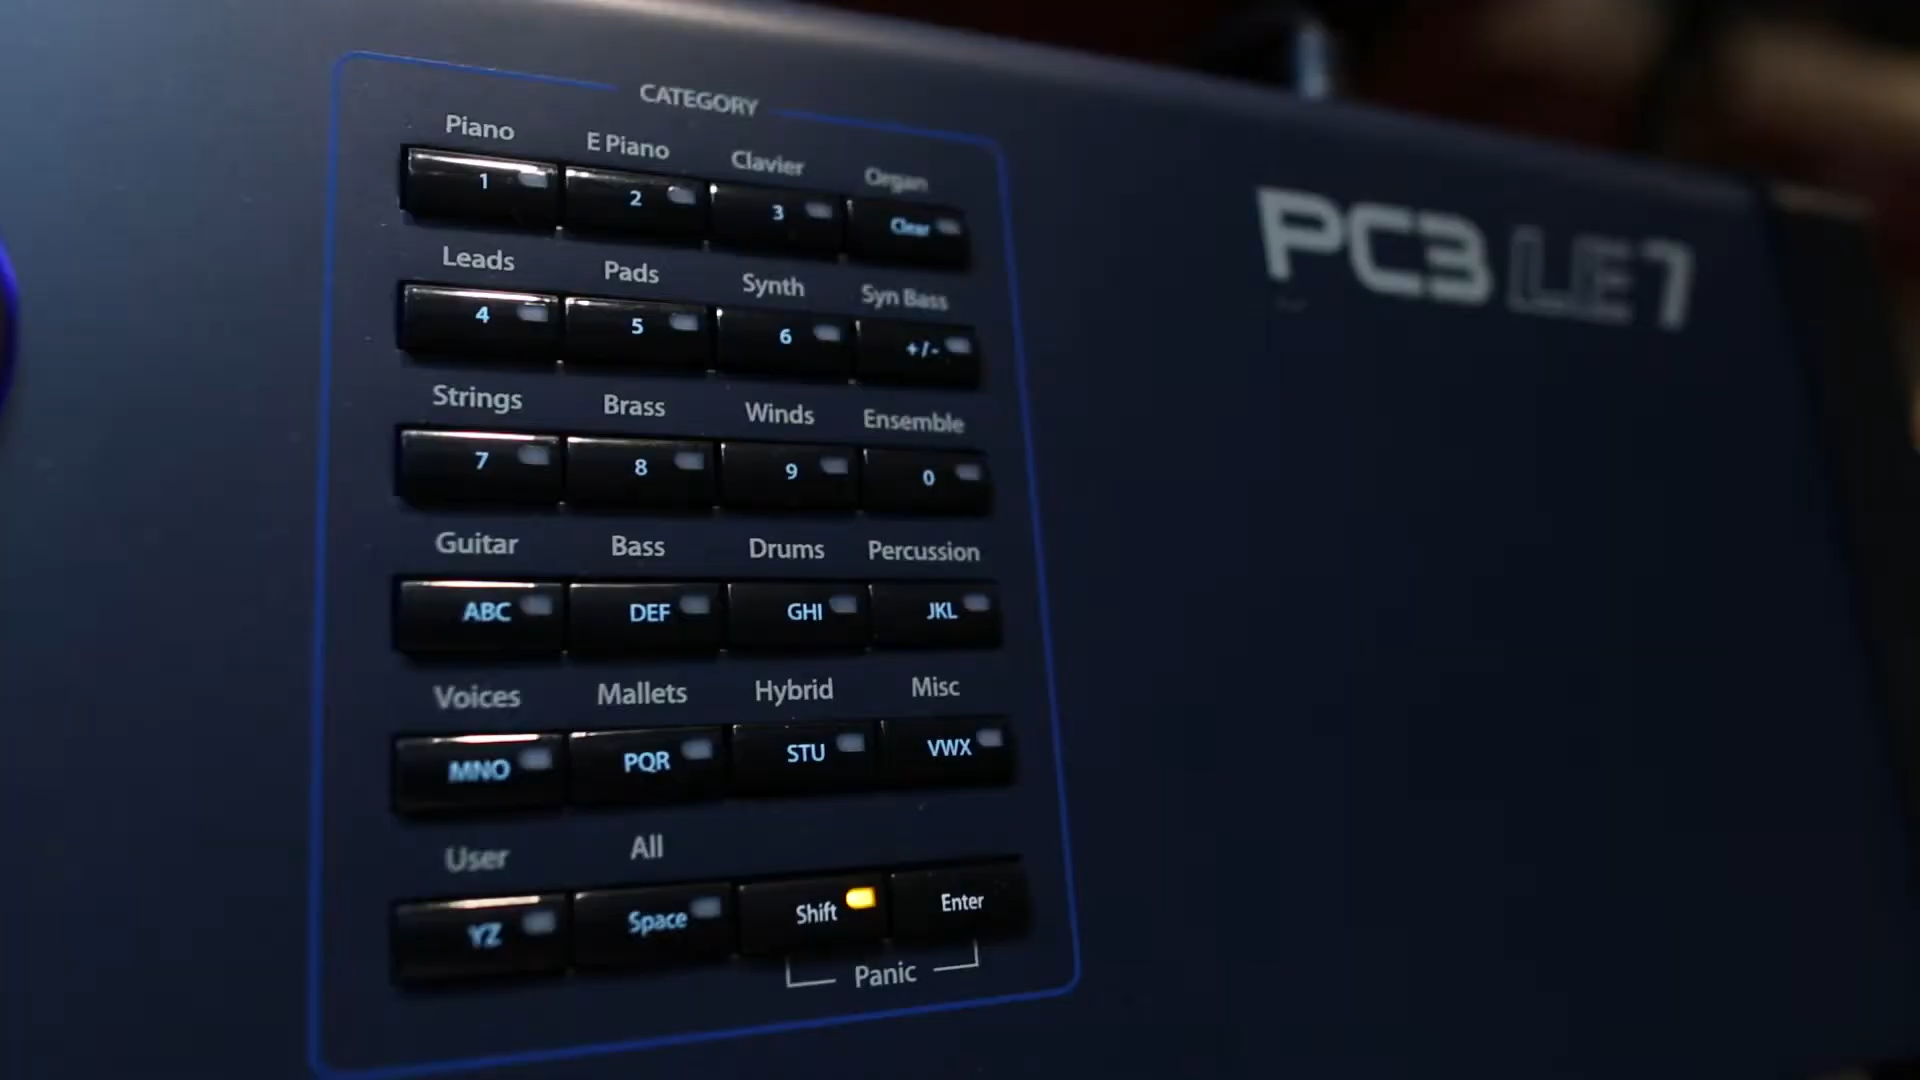 CATEGORY
Piano E Piano Clavier Organ
1 2 3 Clear
Leads Pads Synth Syn Bass
4 5 6 +/-
Strings Brass Winds Ensemble
7 8 9 0
Guitar Bass Drums Percussion
ABC DEF GHI JKL
Voices Mallets Hybrid Misc
MNO PQR STU VWX
User All
YZ Space Shift Enter
Panic
PC3 LE7